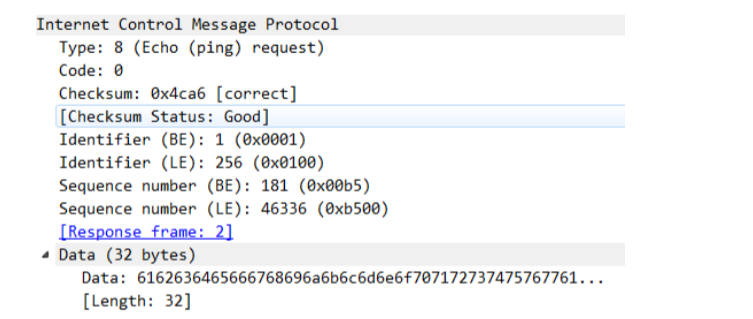 Internet Control Message Protocol
Type: 8 (Echo (ping) request)
Code: 0
Checksum: 0x4ca6 [correct]
[Checksum Status: Good]
Identifier (BE): 1 (0x0001)
Identifier (LE): 256 (0x0100)
Sequence number (BE): 181 (0x00b5)
Sequence number (LE): 46336 (0xb500)
[Response frame: 2]
Data (32 bytes)
Data: 6162636465666768696a6b6c6d6e6f7071727374757677​61...
[Length: 32]